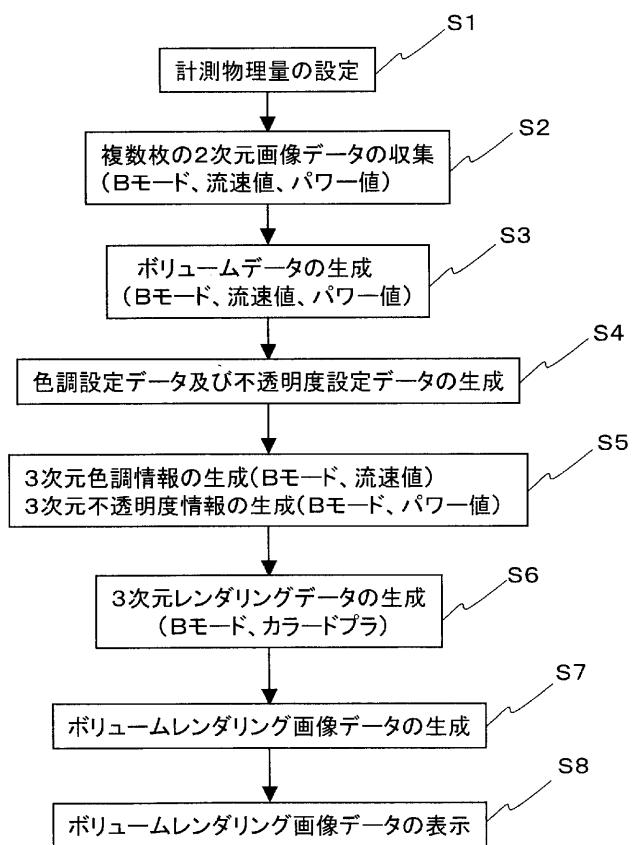 S1
計測物理量の設定
S2
複数枚の2次元画像データの収集
(Bモード、流速値、パワー値)
S3
ボリュームデータの生成
(Bモード、流速値、パワー値)
S4
色調設定データ及び不透明度設定データの生成
S5
3次元色調情報の生成(Bモード、流速値)
3次元不透明度情報の生成(Bモード、パワー値)
S6
3次元レンダリングデータの生成
(Bモード、カラードプラ)
S7
ボリュームレンダリング画像データの生成
S8
ボリュームレンダリング画像データの表示